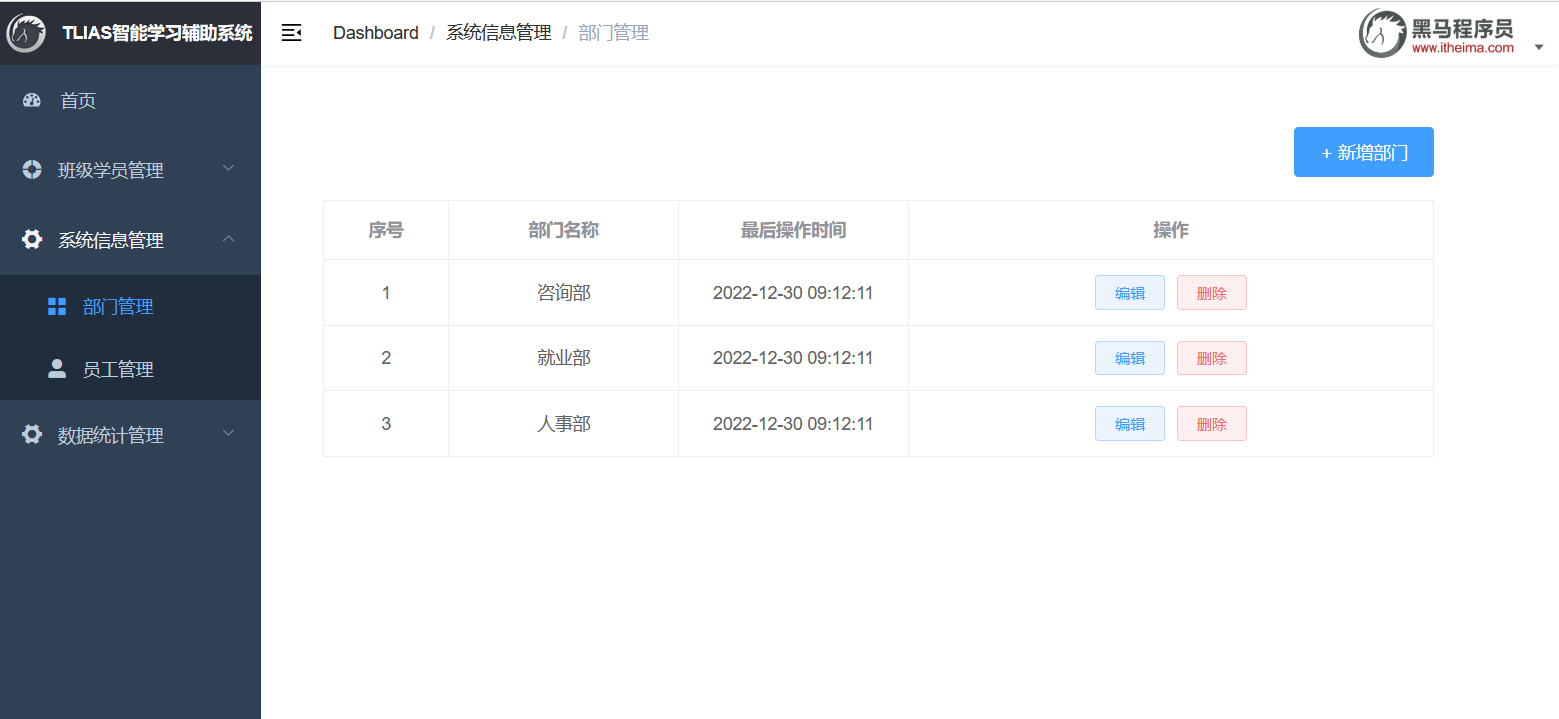 TLIAS智能学习辅助系统
Dashboard / 系统信息管理 / 部门管理
黑马程序员
www.itheima.com
首页
班级学员管理
系统信息管理
部门管理
员工管理
数据统计管理
+ 新增部门
序号 部门名称 最后操作时间 操作
1 咨询部 2022-12-30 09:12:11 编辑 删除
2 就业部 2022-12-30 09:12:11 编辑 删除
3 人事部 2022-12-30 09:12:11 编辑 删除